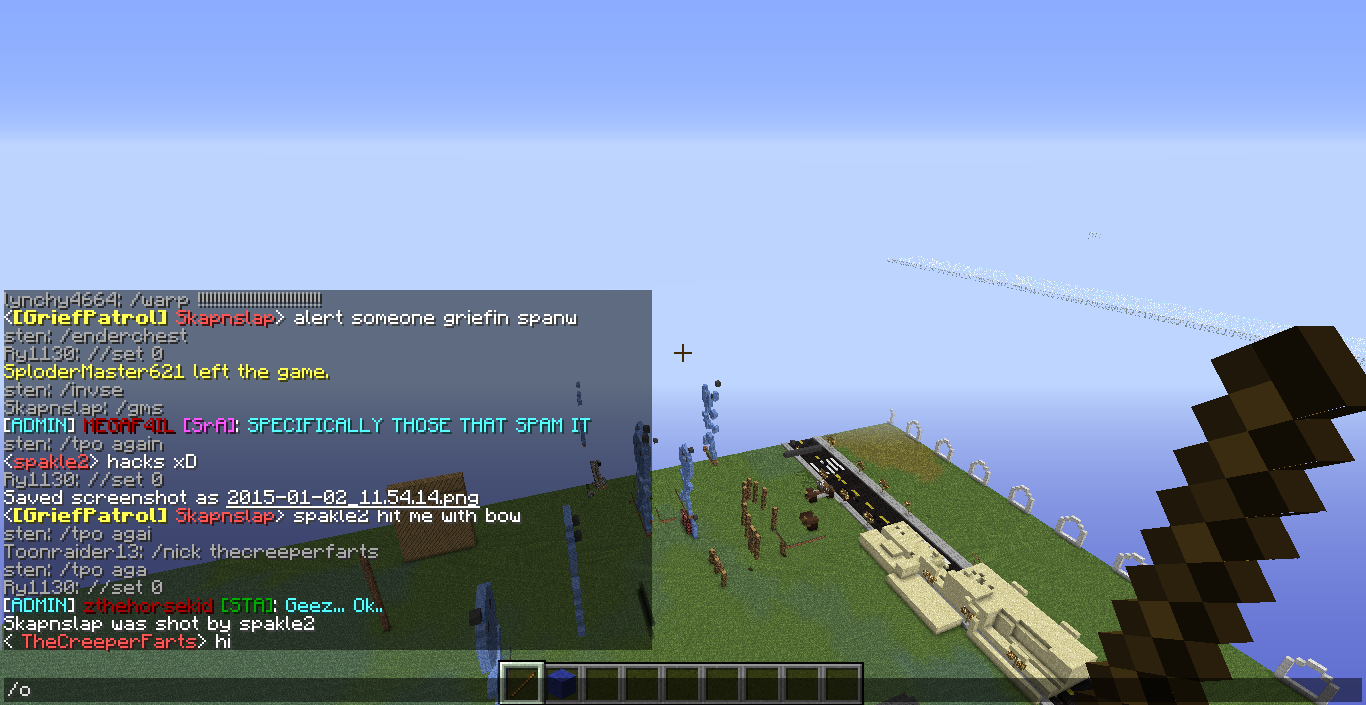 lynchy4664: /warp
<[GriefPatrol] Skapnslap> alert someone griefin spanw
sten: /enderchest
Ry1130: //set 0
SploderMaster621 left the game.
sten: /invse
Skapnslap: /gms
[ADMIN] MEGAF4IL [SrA]: SPECIFICALLY THOSE THAT SPAM IT
sten: /tpo again
<spakle2> hacks xD
Ry1130: //set 0
Saved screenshot as 2015-01-02_11.54.14.png
<[GriefPatrol] Skapnslap> spakle2 hit me with bow
sten: /tpo agai
Toonraider13: /nick thecreeperfarts
sten: /tpo aga
Ry1130: //set 0
[ADMIN] zthehorsekid [STA]: Geez... Ok..
Skapnslap was shot by spakle2
< TheCreeperFarts> hi
/o